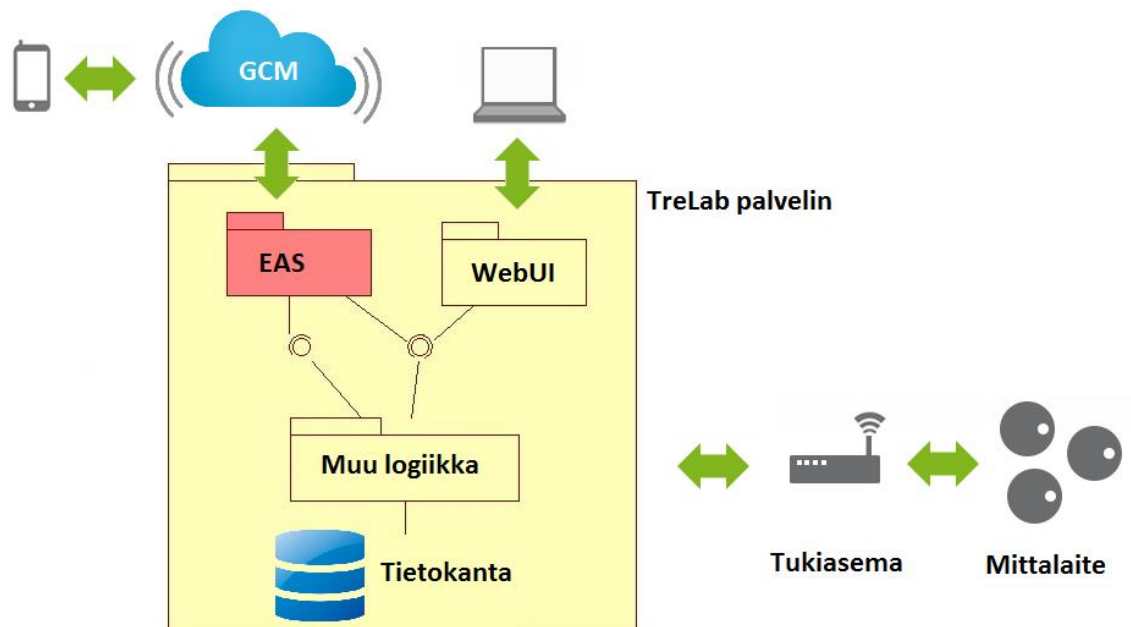 GCM
TreLab palvelin
EAS
WebUI
Muu logiikka
Tietokanta
Tukiasema
Mittalaite